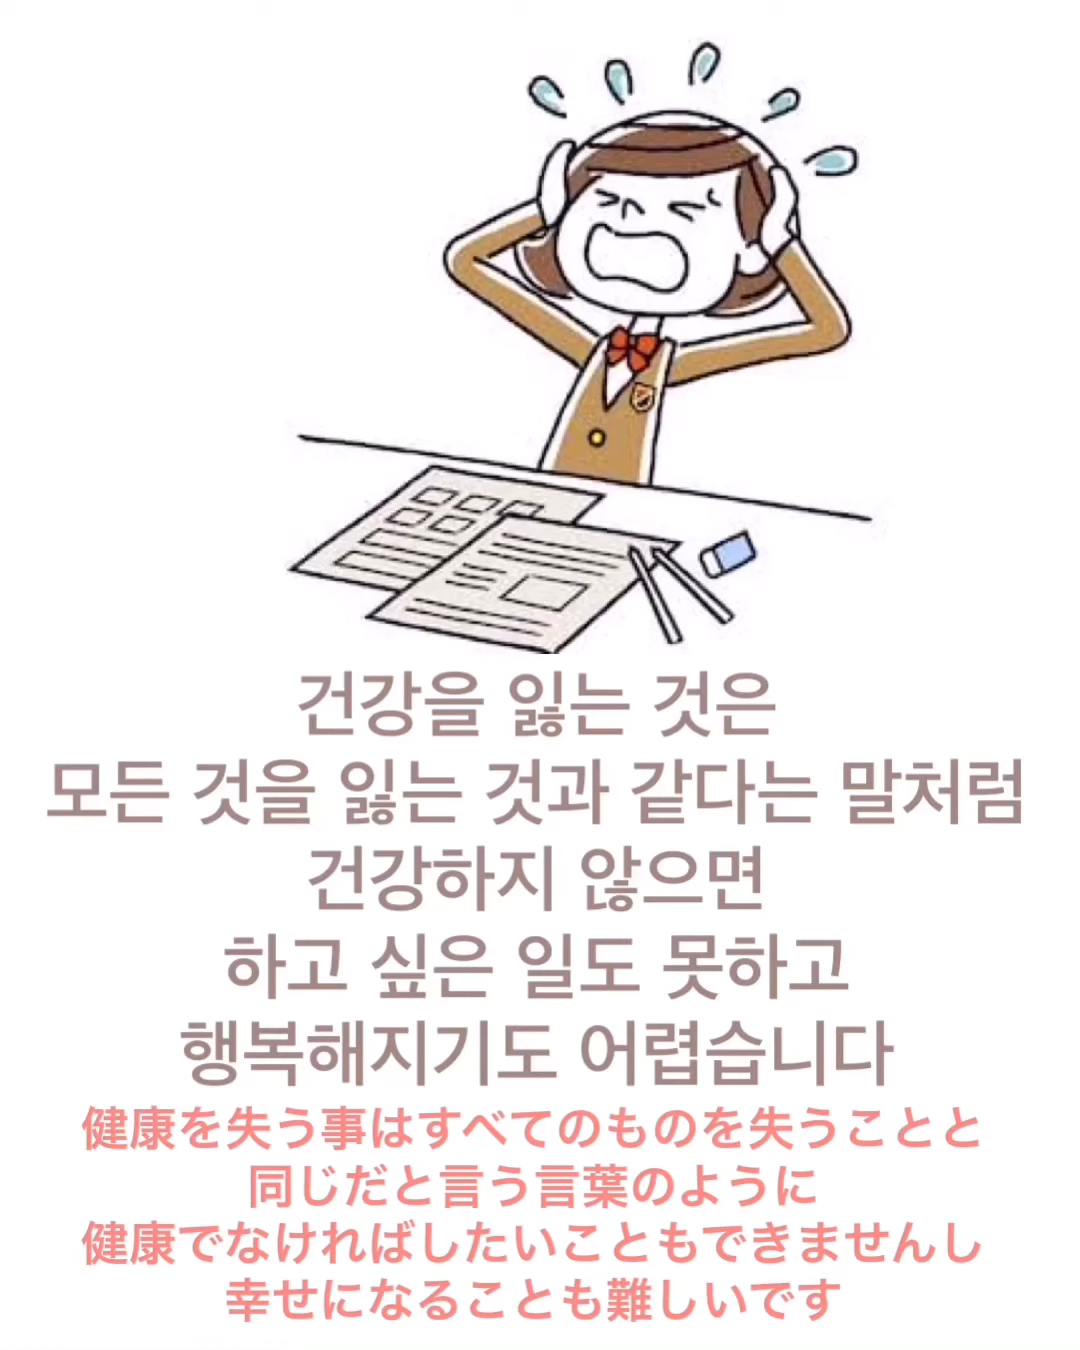 건강을 잃는 것은
모든 것을 잃는 것과 같다는 말처럼
건강하지 않으면
하고 싶은 일도 못하고
행복해지기도 어렵습니다
健康を失う事はすべてのものを失うことと
同じだと言う言葉のように
健康でなければしたいこともできませんし
幸せになることも難しいです